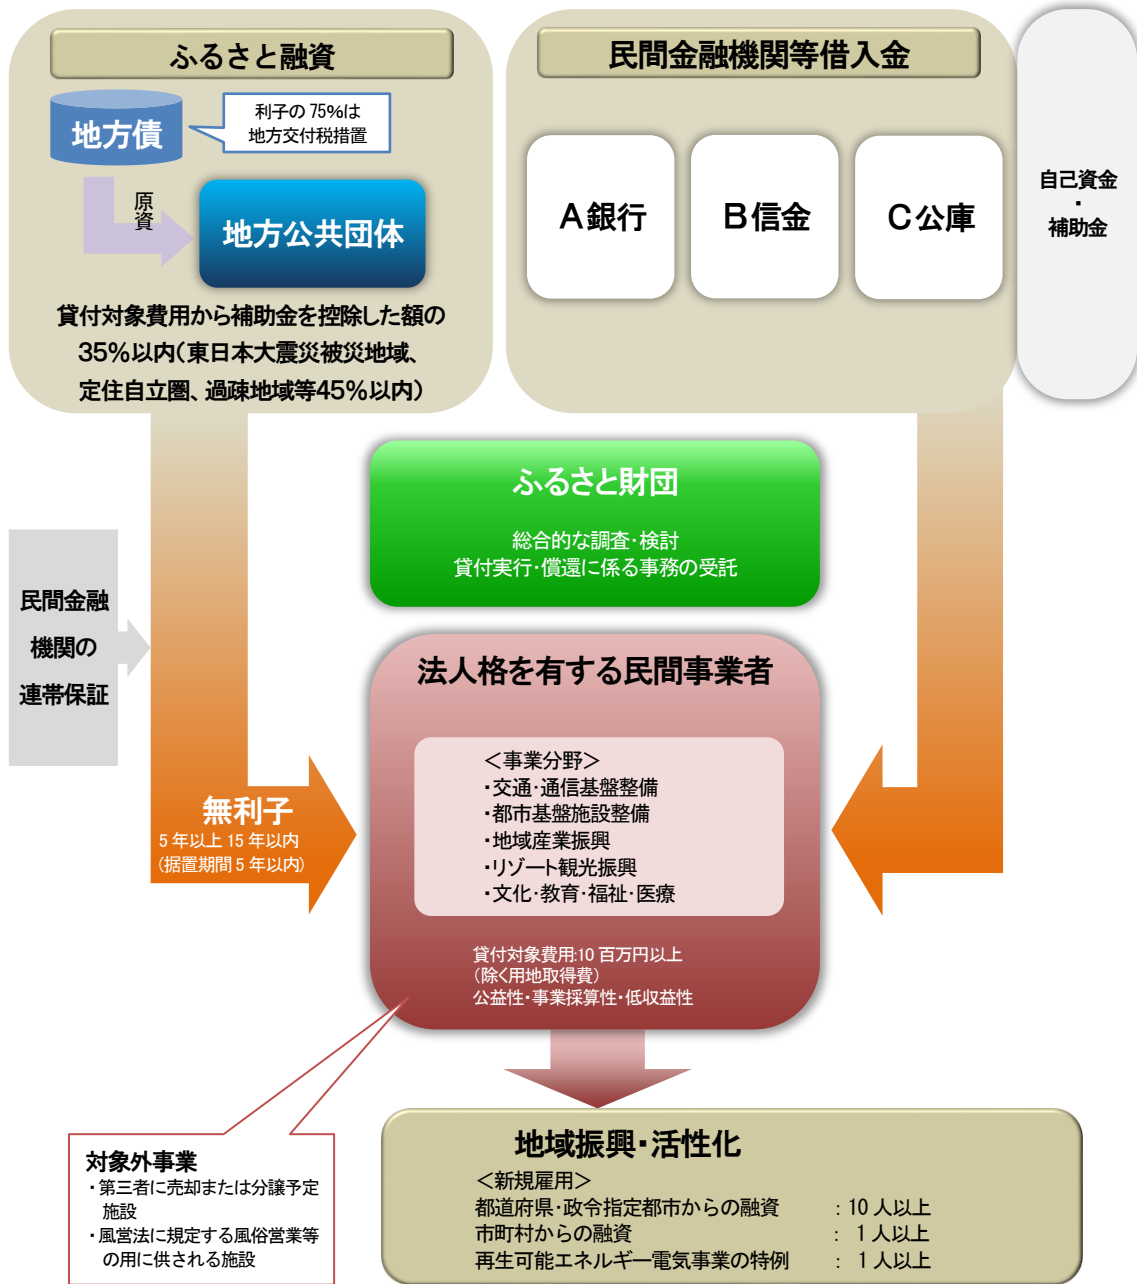 ふるさと融資
地方債
利子の75%は
地方交付税措置
原資
地方公共団体
貸付対象費用から補助金を控除した額の
35%以内(東日本大震災被災地域、
定住自立圏、過疎地域等45%以内)
民間金融機関等借入金
A銀行
B信金
C公庫
自己資金
・
補助金
ふるさと財団
総合的な調査・検討
貸付実行・償還に係る事務の受託
民間金融
機関の
連帯保証
無利子
5年以上15年以内
(据置期間5年以内)
法人格を有する民間事業者
＜事業分野＞
・交通・通信基盤整備
・都市基盤施設整備
・地域産業振興
・リゾート観光振興
・文化・教育・福祉・医療
貸付対象費用:10百万円以上
(除く用地取得費)
公益性・事業採算性・低収益性
対象外事業
・第三者に売却または分譲予定
施設
・風営法に規定する風俗営業等
の用に供される施設
地域振興・活性化
＜新規雇用＞
都道府県・政令指定都市からの融資 : 10人以上
市町村からの融資 : 1人以上
再生可能エネルギー電気事業の特例 : 1人以上